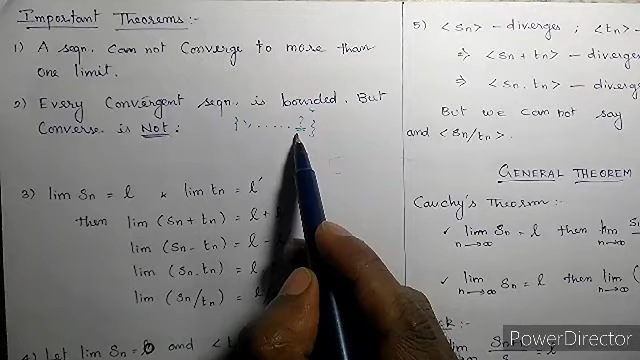 Important Theorems :-
1) A seqn. Can not Converge to more than
one limit.
2) Every Convergent seqn. is bounded. But
Converse is Not.
3) lim Sn = l & lim tn = l′
then lim (Sn + tn) = l +
lim (Sn - tn) = l -
lim (Sn. tn) =
lim (Sn/tn) =
4) Let lim Sn = 0 and
5) <Sn> - diverges ; <tn> -
⇒ <Sn + tn> - diverge
⇒ <Sn. tn> - diver
But we can not say
and <Sn/tn>.
GENERAL THEOREM
Cauchy's Theorem :-
✓ lim n→∞ Sn = l then lim n→∞
✓ lim n→∞ Sn = l then lim n→∞ (
PowerDirector